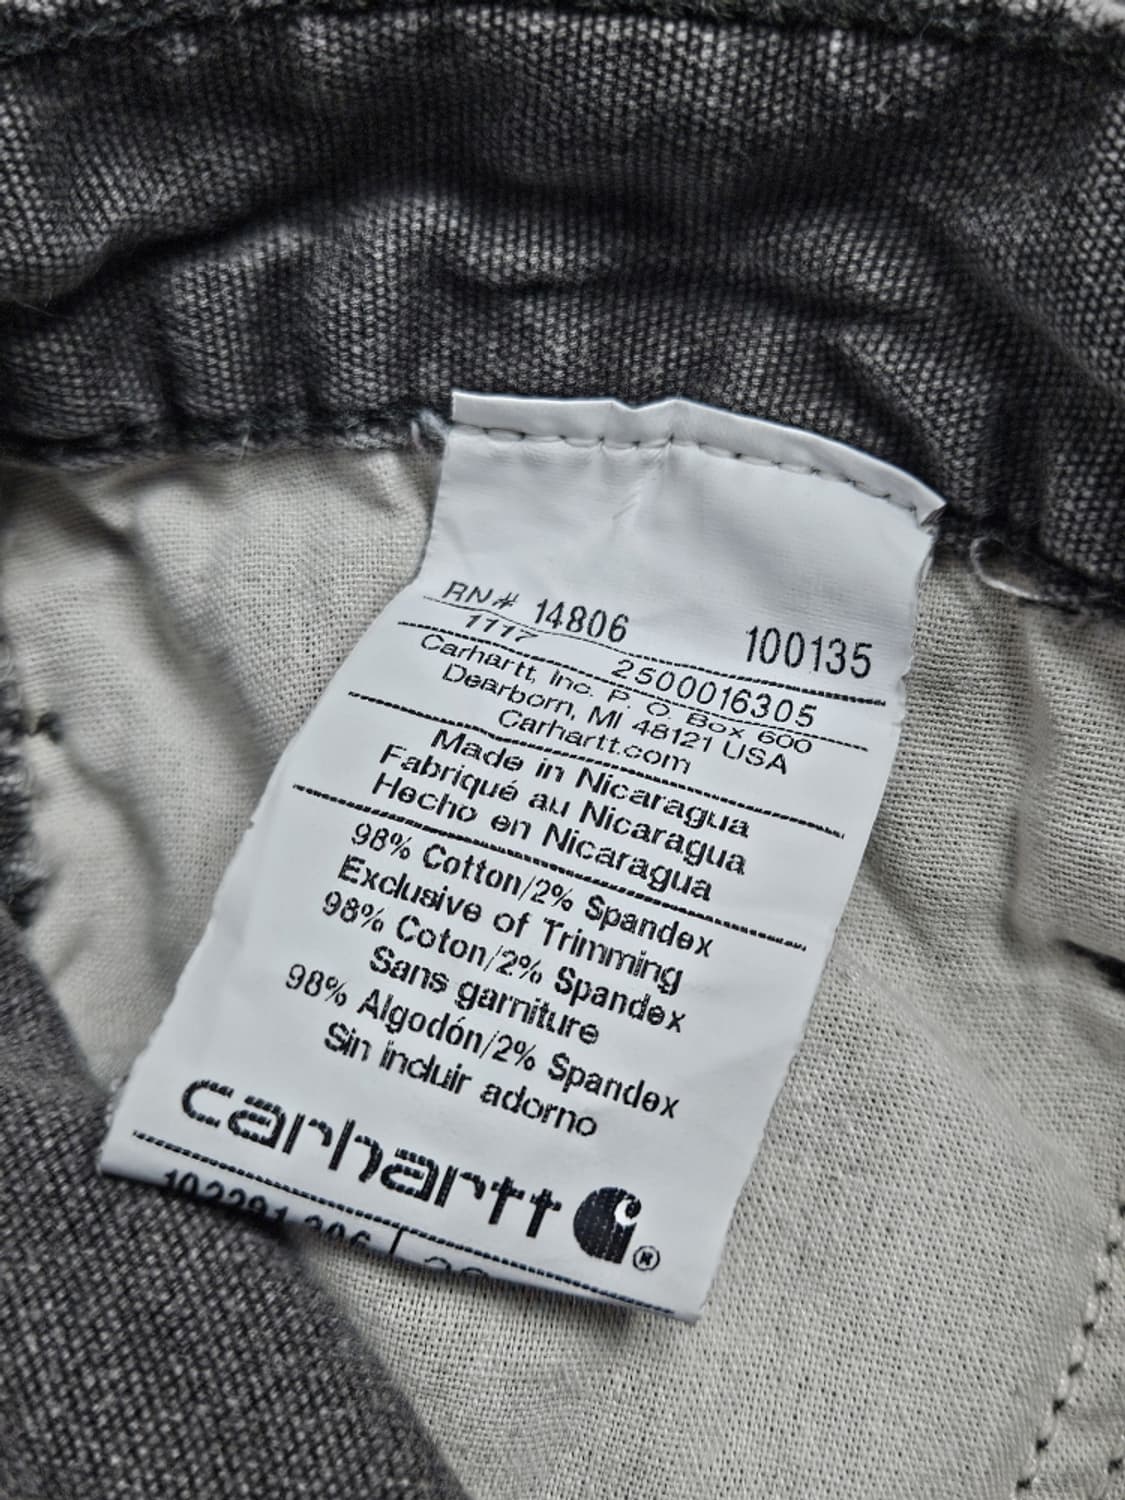 RN# 14806 100135
1117 2500016305
Carhartt, Inc. P. O. Box 600
Dearborn, MI 48121 USA
Carhartt.com
Made in Nicaragua
Fabriqué au Nicaragua
Hecho en Nicaragua
98% Cotton/2% Spandex
Exclusive of Trimming
98% Coton/2% Spandex
Sans garniture
98% Algodón/2% Spandex
Sin incluir adorno
carhartt